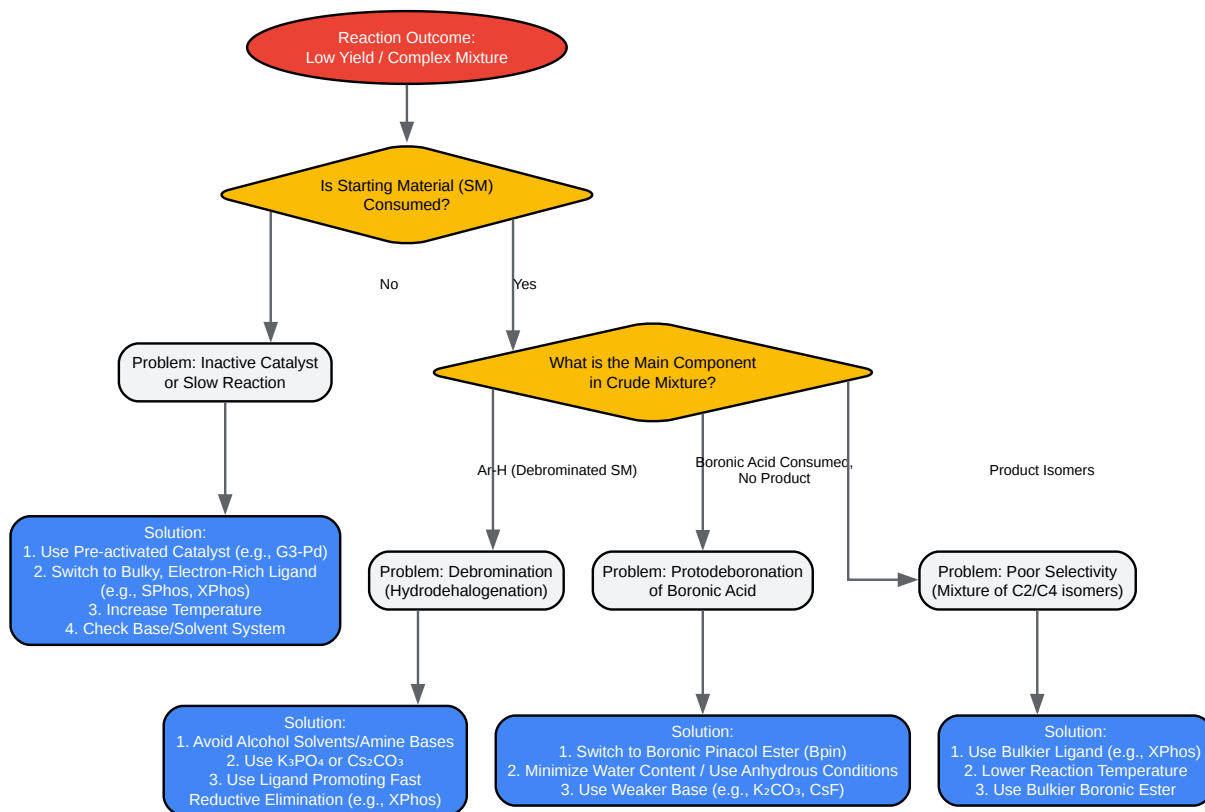 Reaction Outcome:
Low Yield / Complex Mixture
Is Starting Material (SM)
Consumed?
No
Yes
Problem: Inactive Catalyst
or Slow Reaction
What is the Main Component
in Crude Mixture?
Ar-H (Debrominated SM)
Boronic Acid Consumed,
No Product
Product Isomers
Solution:
1. Use Pre-activated Catalyst (e.g., G3-Pd)
2. Switch to Bulky, Electron-Rich Ligand
(e.g., SPhos, XPhos)
3. Increase Temperature
4. Check Base/Solvent System
Problem: Debromination
(Hydrodehalogenation)
Problem: Protodeboronation
of Boronic Acid
Problem: Poor Selectivity
(Mixture of C2/C4 isomers)
Solution:
1. Avoid Alcohol Solvents/Amine Bases
2. Use K₃PO₄ or Cs₂CO₃
3. Use Ligand Promoting Fast
Reductive Elimination (e.g., XPhos)
Solution:
1. Switch to Boronic Pinacol Ester (Bpin)
2. Minimize Water Content / Use Anhydrous Conditions
3. Use Weaker Base (e.g., K₂CO₃, CsF)
Solution:
1. Use Bulkier Ligand (e.g., XPhos)
2. Lower Reaction Temperature
3. Use Bulkier Boronic Ester